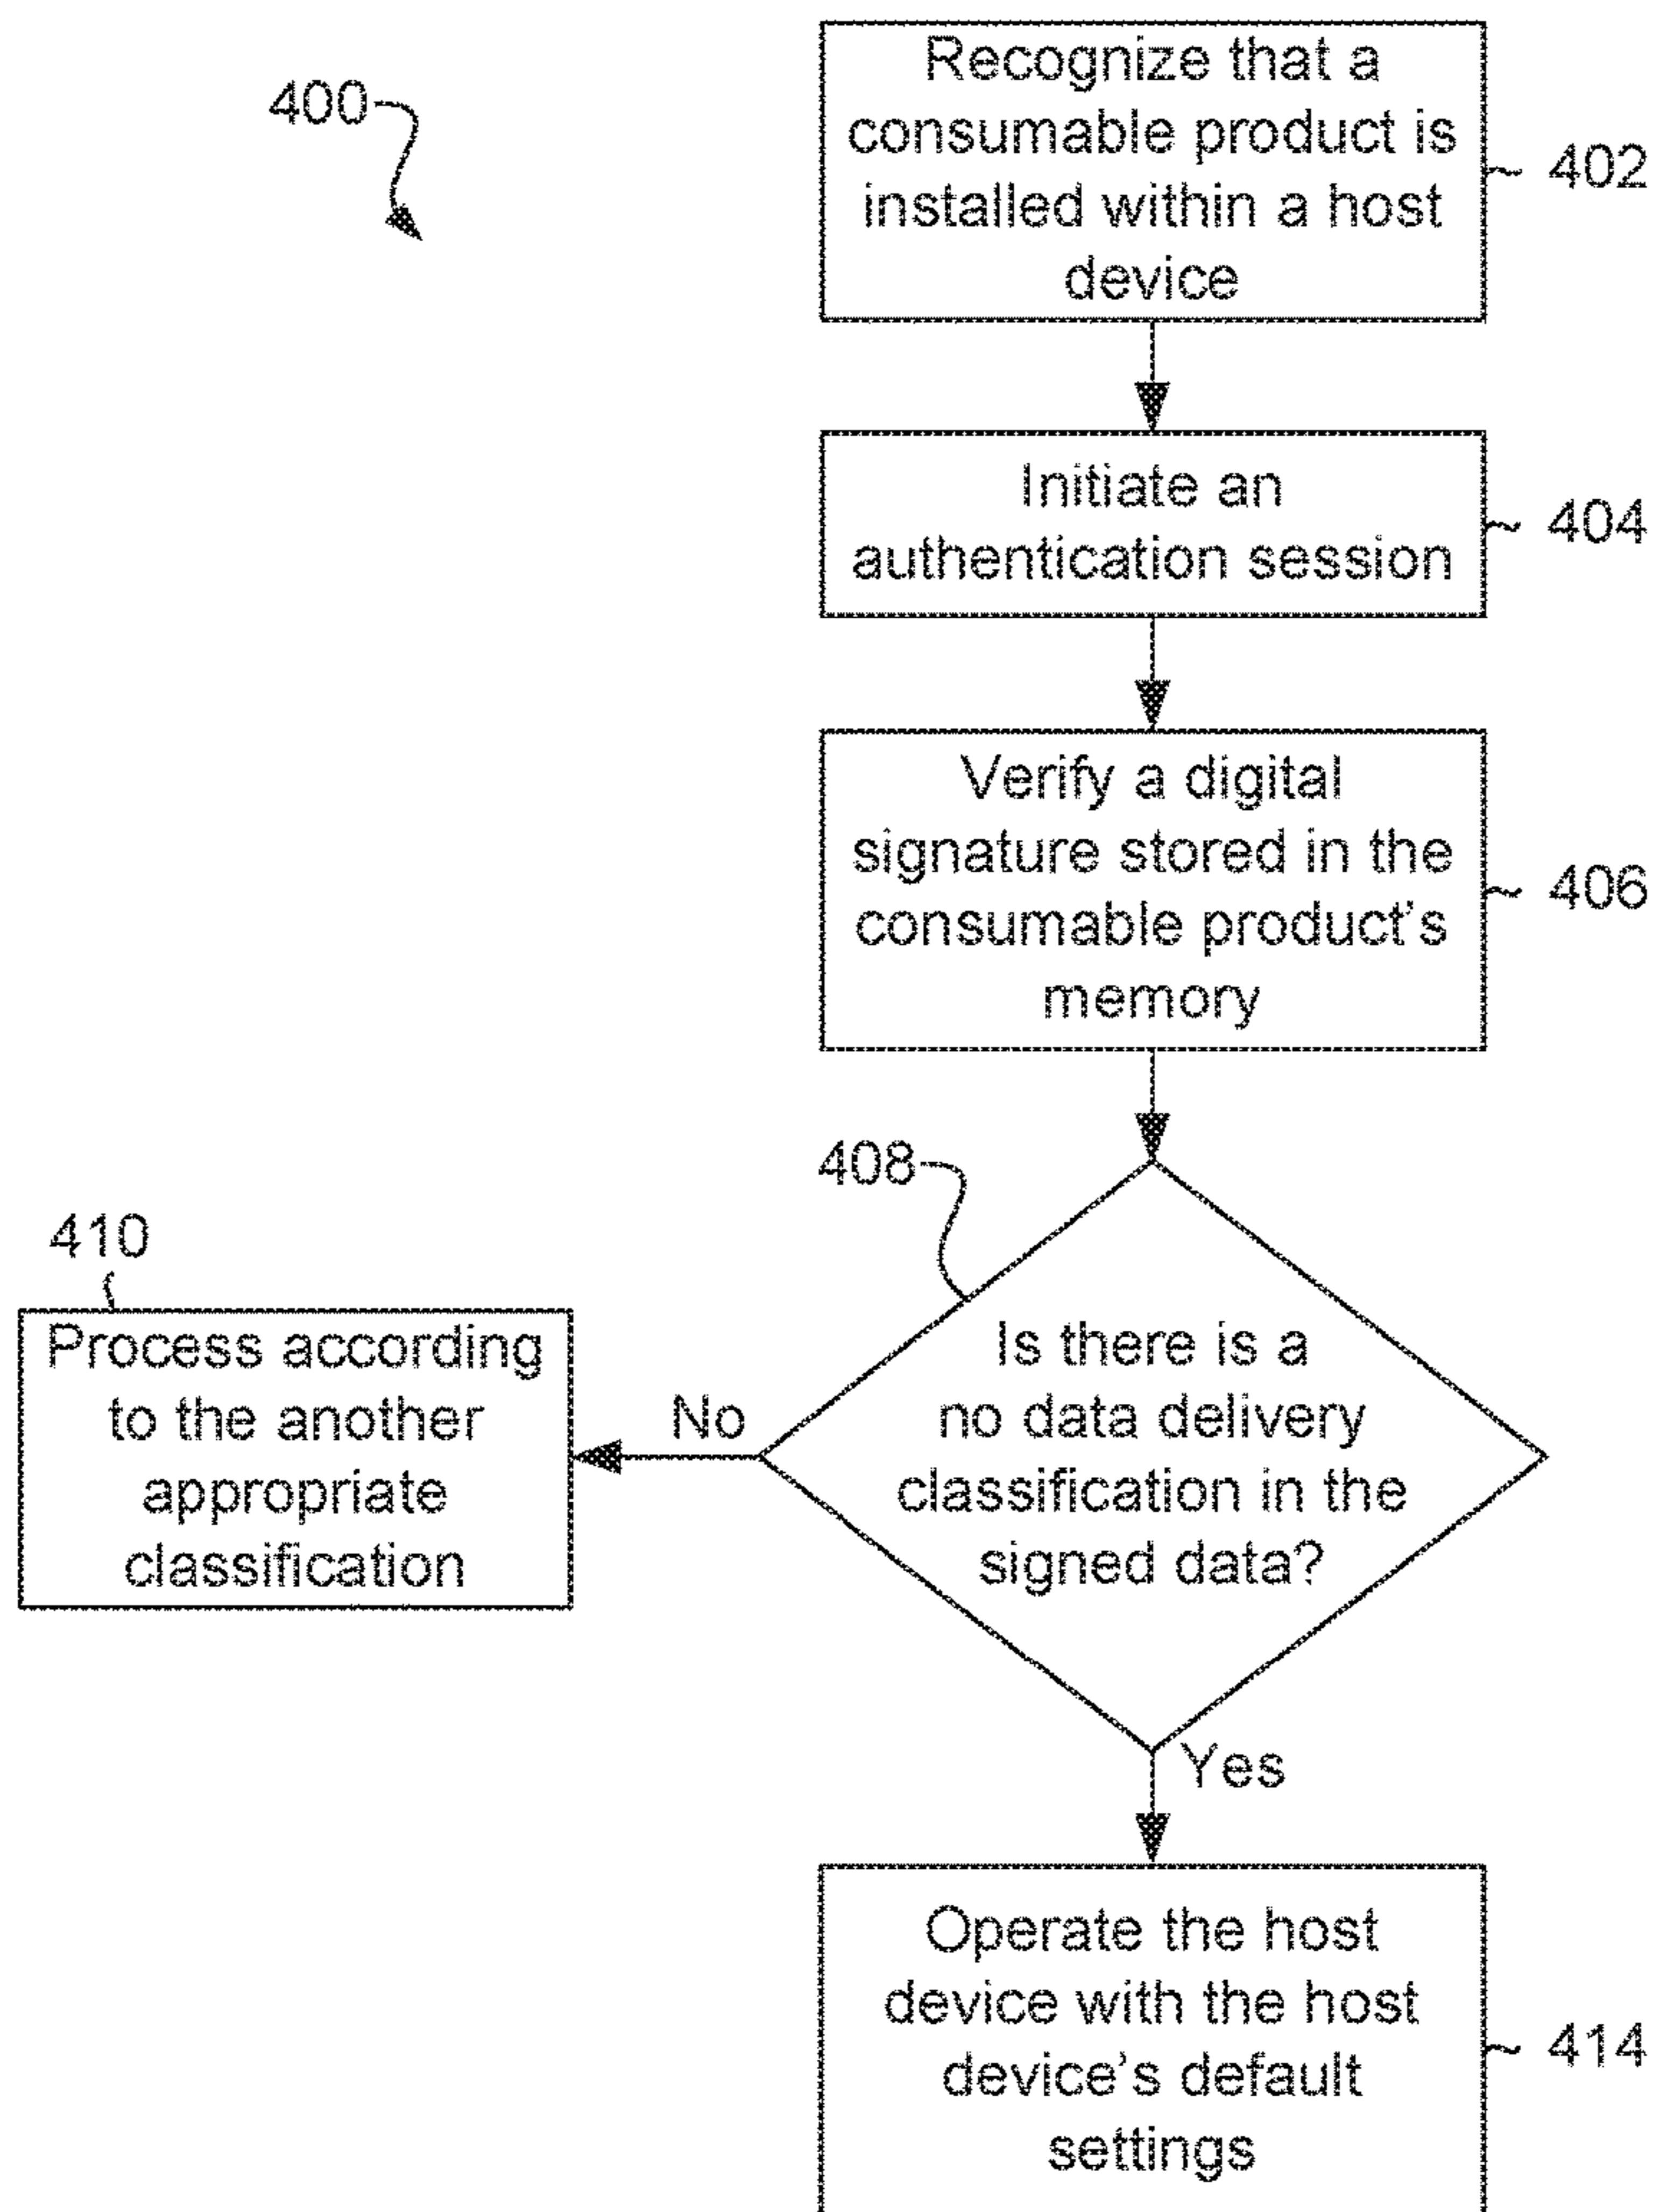 400
Recognize that a
consumable product is
installed within a host
device
402
Initiate an
authentication session
404
Verify a digital
signature stored in the
consumable product's
memory
406
408
Is there is a
no data delivery
classification in the
signed data?
No
410
Process according
to the another
appropriate
classification
Yes
Operate the host
device with the host
device's default
settings
414